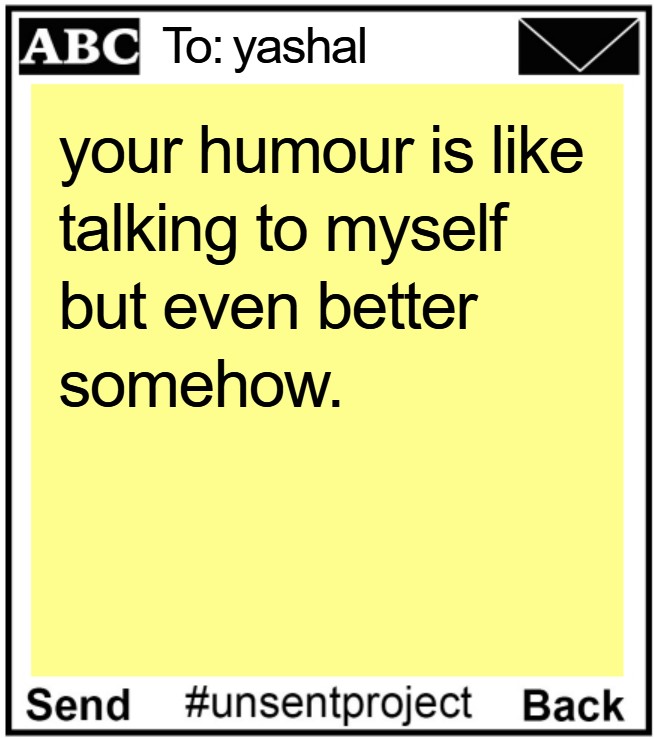 ABC To: yashal
your humour is like
talking to myself
but even better
somehow.
Send #unsentproject Back